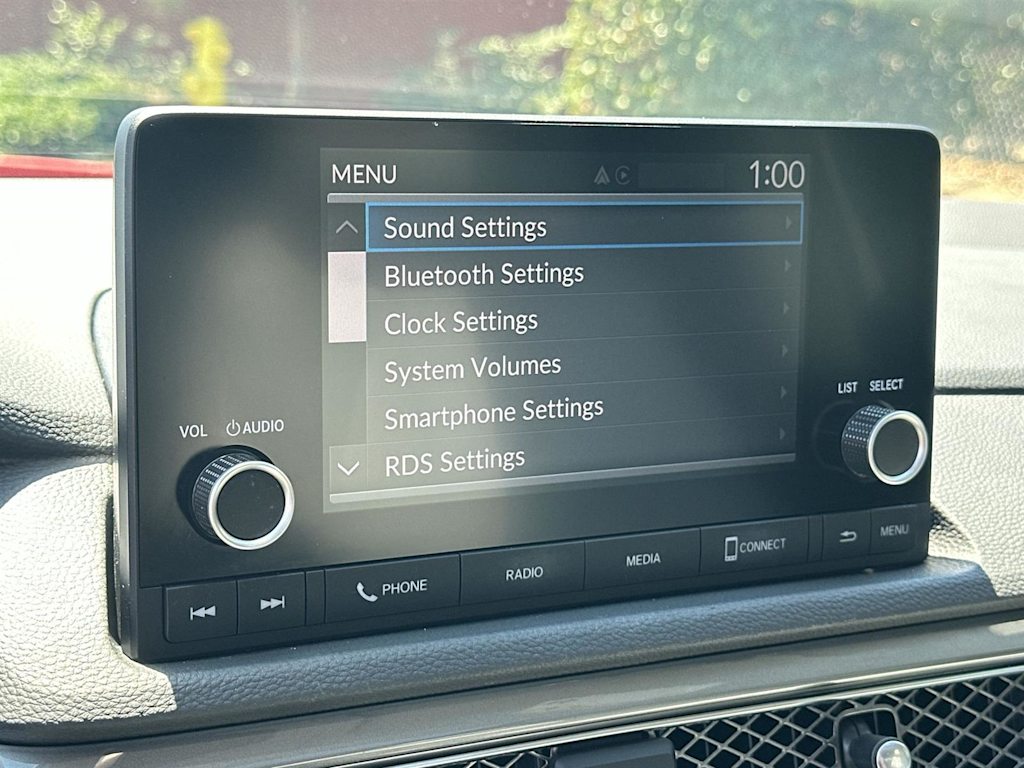 MENU 1:00
Sound Settings
Bluetooth Settings
Clock Settings
System Volumes
Smartphone Settings
RDS Settings
VOL AUDIO
LIST SELECT
PHONE RADIO MEDIA CONNECT MENU